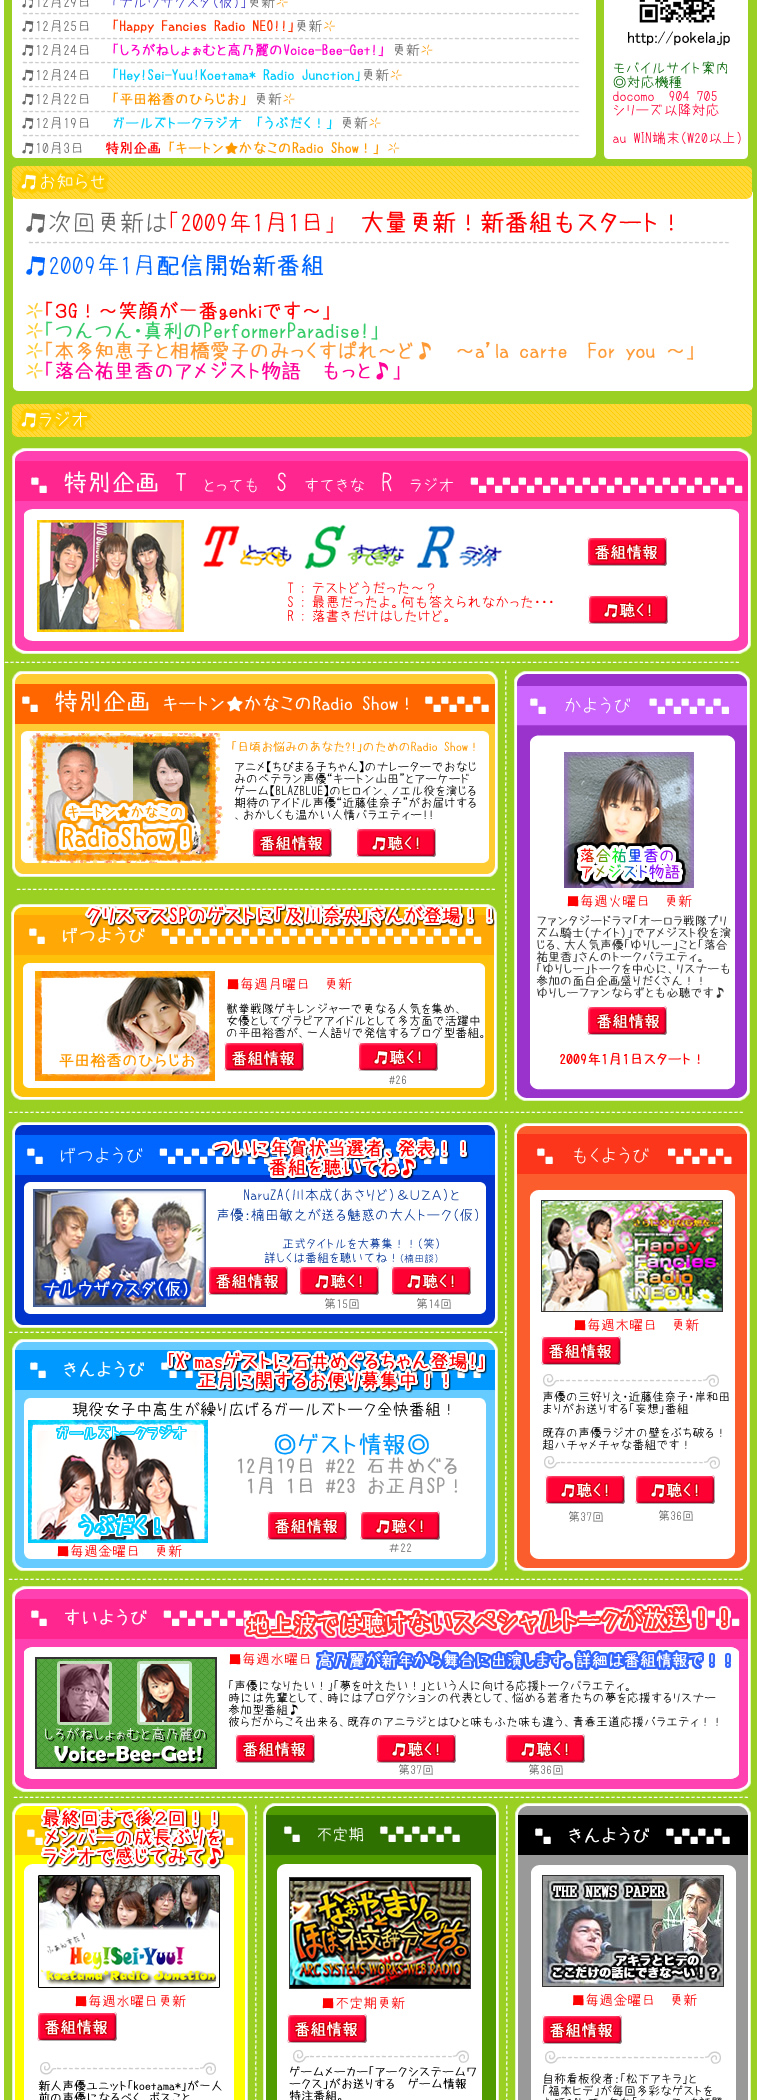 ♫12月29日 「ナルウザクスダ(仮)」更新☼
♫12月25日 「Happy Fancies Radio NEO!!」更新☼
♫12月24日 「しろがねしょぉむと高乃麗のVoice-Bee-Get!」 更新☼
♫12月24日 「Hey!Sei-Yuu!Koetama* Radio Junction」更新☼
♫12月22日 「平田裕香のひらじお」 更新☼
♫12月19日 ガールズトークラジオ 「うぶだく！」 更新☼
♫10月3日 特別企画「キートン★かなこのRadio Show！」 ☼
http://pokela.jp
モバイルサイト案内
◎対応機種
docomo 904 705
シリーズ以降対応
au WIN端末(W20以上)
♫お知らせ
♫次回更新は「2009年1月1日」 大量更新！新番組もスタート！
♫2009年1月配信開始新番組
☼「3G！～笑顔が一番genkiです～」
☼「つんつん・真利のPerformerParadise!」
☼「本多知恵子と相橋愛子のみっくすぱれ～ど♪ ～a'la carte For you ～」
☼「落合祐里香のアメジスト物語 もっと♪」
♫ラジオ
特別企画 T とっても S すてきな R ラジオ
T とっても S すてきな R ラジオ
番組情報
T : テストどうだった～？
S : 最悪だったよ。何も答えられなかった・・・
R : 落書きだけはしたけど。
♫聴く!
特別企画 キートン★かなこのRadio Show！
「日頃お悩みのあなた?!」のためのRadio Show！
アニメ【ちびまる子ちゃん】のナレーターでおなじ
みのベテラン声優“キートン山田”とアーケード
ゲーム【BLAZBLUE】のヒロイン、ノエル役を演じる
期待のアイドル声優“近藤佳奈子”がお届けする
、おかしくも温かい人情バラエティー!!
キートン★かなこの
RadioShow！
番組情報
♫聴く!
かようび
落合祐里香の
アメジスト物語
■毎週火曜日 更新
ファンタジードラマ「オーロラ戦隊プリ
ズム騎士(ナイト)」でアメジスト役を演
じる、大人気声優「ゆりしー」こと「落合
祐里香」さんのトークバラエティ。
「ゆりしー」トークを中心に、リスナーも
参加の面白企画盛りだくさん！！
ゆりしーファンならずとも必聴です♪
番組情報
2009年1月1日スタート！
クリスマスSPのゲストに「及川奈央」さんが登場！！
げつようび
■毎週月曜日 更新
獣拳戦隊ゲキレンジャーで更なる人気を集め、
女優としてグラビアアイドルとして多方面で活躍中
の平田裕香が、一人語りで発信するブログ型番組。
平田裕香のひらじお
番組情報
♫聴く!
#26
げつようび
ついに年賀状当選者、発表！！
番組を聴いてね♪
NaruZA(川本成(あさりど)＆UZA)と
声優：楠田敏之が送る魅惑の大人トーク(仮)
正式タイトルを大募集！！(笑)
詳しくは番組を聴いてね！(楠田談)
ナルウザクスダ(仮)
番組情報
♫聴く!
♫聴く!
第15回
第14回
もくようび
さらに妄想な無茶…
Happy
Fancies
Radio
NEO!!
■毎週木曜日 更新
番組情報
声優の三好りえ・近藤佳奈子・岸和田
まりがお送りする「妄想」番組
既存の声優ラジオの壁をぶち破る！
超ハチャメチャな番組です！
♫聴く!
♫聴く!
第37回
第36回
きんようび
「X'masゲストに石井めぐるちゃん登場!」
正月に関するお便り募集中！！
現役女子中高生が繰り広げるガールズトーク全快番組！
ガールズトークラジオ
うぶだく！
◎ゲスト情報◎
12月19日 #22 石井めぐる
1月 1日 #23 お正月SP！
■毎週金曜日 更新
番組情報
♫聴く!
#22
すいようび
地上波では聴けないスペシャルトークが放送！！
■毎週水曜日
高乃麗が新年から舞台に出演します。詳細は番組情報で！！
「声優になりたい！」「夢を叶えたい！」という人に向ける応援トークバラエティ。
時には先輩として、時にはプロダクションの代表として、悩める若者たちの夢を応援するリスナー
参加型番組♪
彼らだからこそ出来る、既存のアニラジとはひと味もふた味も違う、青春王道応援バラエティ！！
しろがねしょぉむと高乃麗の
Voice-Bee-Get!
番組情報
♫聴く!
♫聴く!
第37回
第36回
最終回まで後2回！！
メンバーの成長ぶりを
ラジオで感じてみて♪
Hey!Sei-Yuu!
Koetama*Radio Junction
■毎週水曜日更新
番組情報
新人声優ユニット「koetama*」が一人
前の声優になるべく、ボスこと
不定期
なぉやとまりの
ほぼ社交辞令です。
ARC SYSTEM WORKS WEB RADIO
■不定期更新
番組情報
ゲームメーカー「アークシステームワ
ークス」がお送りする ゲーム情報
特注番組。
きんようび
THE NEWS PAPER
アキラとヒデの
ここだけの話にできな～い！？
■毎週金曜日 更新
番組情報
自称看板役者：「松下アキラ」と
「福本ヒデ」が毎回多彩なゲストを